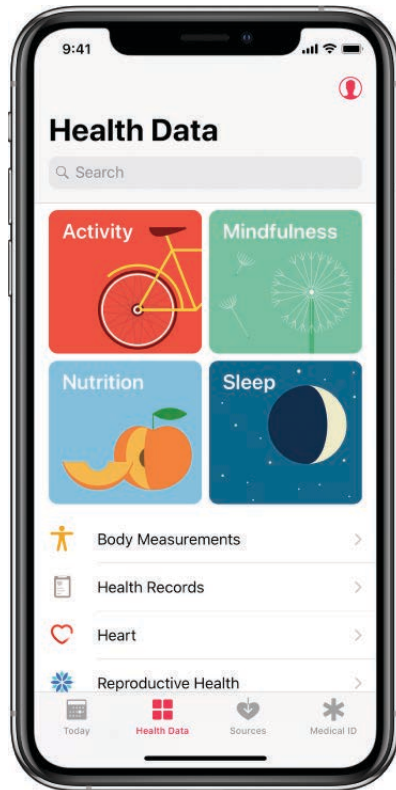 9:41
Health Data
Search
Activity
Mindfulness
Nutrition
Sleep
Body Measurements
Health Records
Heart
Reproductive Health
Today
Health Data
Sources
Medical ID